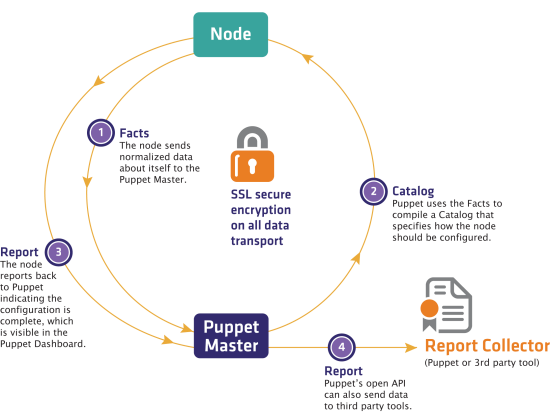 Node
1
Facts
The node sends
normalized data
about itself to the
Puppet Master.
SSL secure
encryption
on all data
transport
2
Catalog
Puppet uses the Facts to
compile a Catalog that
specifies how the node
should be configured.
Report
3
The node
reports back
to Puppet
indicating the
configuration is
complete, which
is visible in the
Puppet Dashboard.
Puppet
Master
4
Report
Puppet's open API
can also send data
to third party tools.
Report Collector
(Puppet or 3rd party tool)